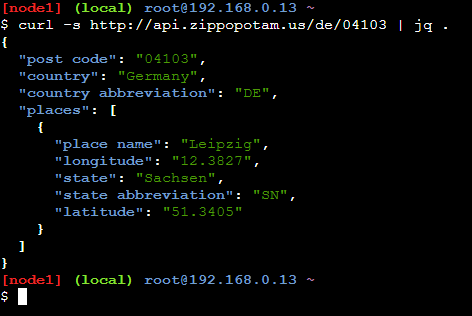 [node1] (local) root@192.168.0.13 ~
$ curl -s http://api.zippopotam.us/de/04103 | jq .
{
  "post code": "04103",
  "country": "Germany",
  "country abbreviation": "DE",
  "places": [
    {
      "place name": "Leipzig",
      "longitude": "12.3827",
      "state": "Sachsen",
      "state abbreviation": "SN",
      "latitude": "51.3405"
    }
  ]
}
[node1] (local) root@192.168.0.13 ~
$